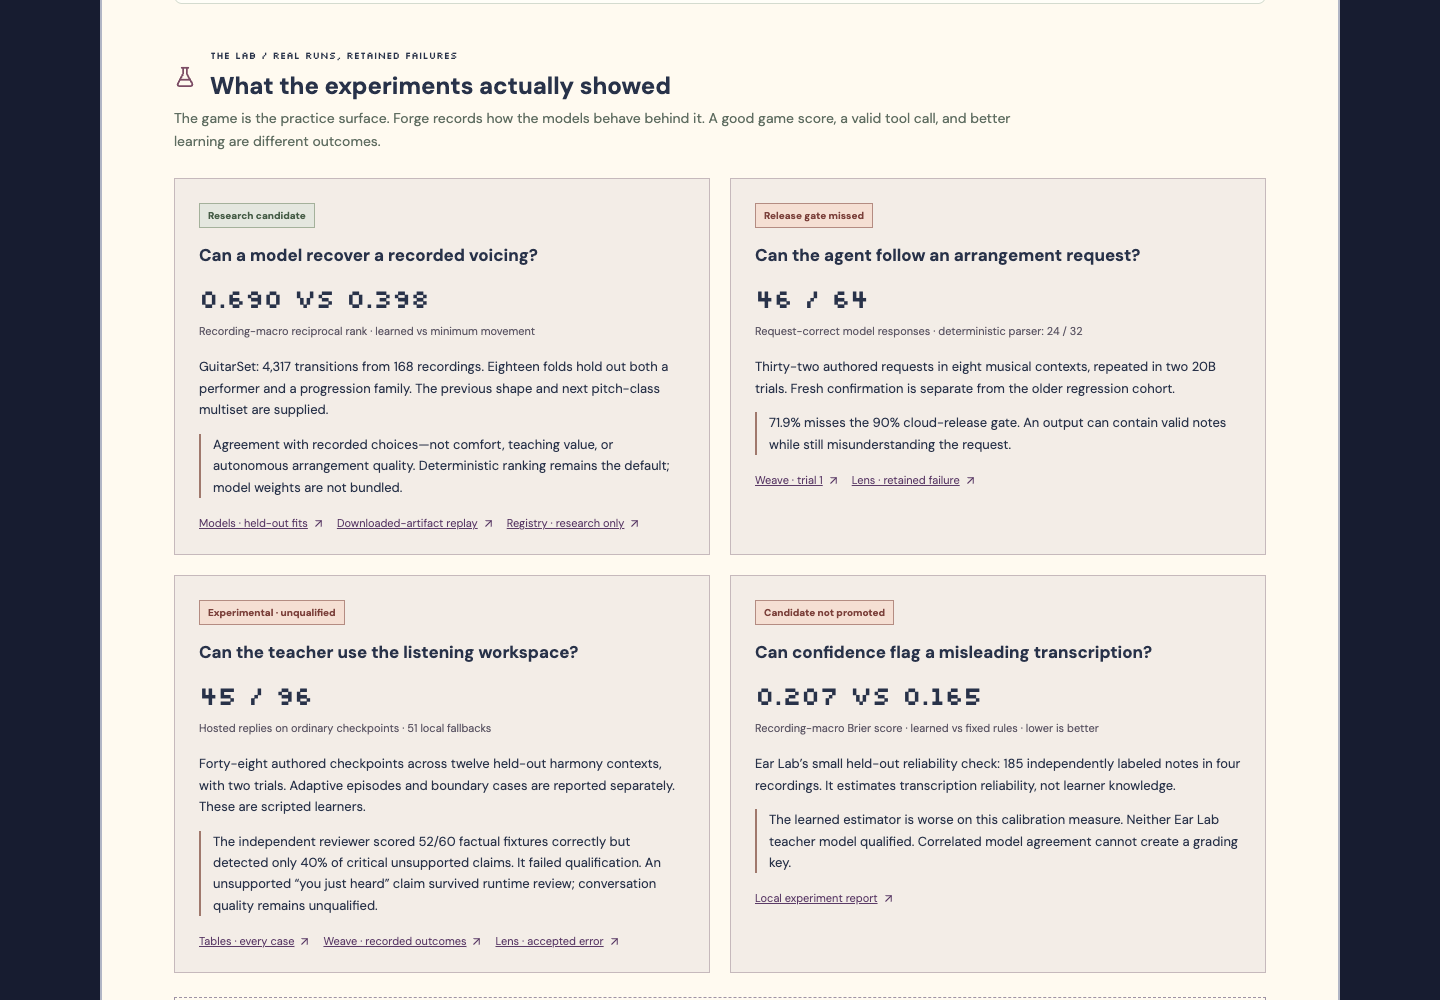 THE LAB / REAL RUNS, RETAINED FAILURES
What the experiments actually showed
The game is the practice surface. Forge records how the models behave behind it. A good game score, a valid tool call, and better
learning are different outcomes.
Research candidate
Can a model recover a recorded voicing?
0.690 VS 0.398
Recording-macro reciprocal rank · learned vs minimum movement
GuitarSet: 4,317 transitions from 168 recordings. Eighteen folds hold out both a
performer and a progression family. The previous shape and next pitch-class
multiset are supplied.
Agreement with recorded choices—not comfort, teaching value, or
autonomous arrangement quality. Deterministic ranking remains the default;
model weights are not bundled.
Models · held-out fits ↗ Downloaded-artifact replay ↗ Registry · research only ↗
Release gate missed
Can the agent follow an arrangement request?
46 / 64
Request-correct model responses · deterministic parser: 24 / 32
Thirty-two authored requests in eight musical contexts, repeated in two 20B
trials. Fresh confirmation is separate from the older regression cohort.
71.9% misses the 90% cloud-release gate. An output can contain valid notes
while still misunderstanding the request.
Weave · trial 1 ↗ Lens · retained failure ↗
Experimental · unqualified
Can the teacher use the listening workspace?
45 / 96
Hosted replies on ordinary checkpoints · 51 local fallbacks
Forty-eight authored checkpoints across twelve held-out harmony contexts,
with two trials. Adaptive episodes and boundary cases are reported separately.
These are scripted learners.
The independent reviewer scored 52/60 factual fixtures correctly but
detected only 40% of critical unsupported claims. It failed qualification. An
unsupported “you just heard” claim survived runtime review; conversation
quality remains unqualified.
Tables · every case ↗ Weave · recorded outcomes ↗ Lens · accepted error ↗
Candidate not promoted
Can confidence flag a misleading transcription?
0.207 VS 0.165
Recording-macro Brier score · learned vs fixed rules · lower is better
Ear Lab’s small held-out reliability check: 185 independently labeled notes in four
recordings. It estimates transcription reliability, not learner knowledge.
The learned estimator is worse on this calibration measure. Neither Ear Lab
teacher model qualified. Correlated model agreement cannot create a grading
key.
Local experiment report ↗